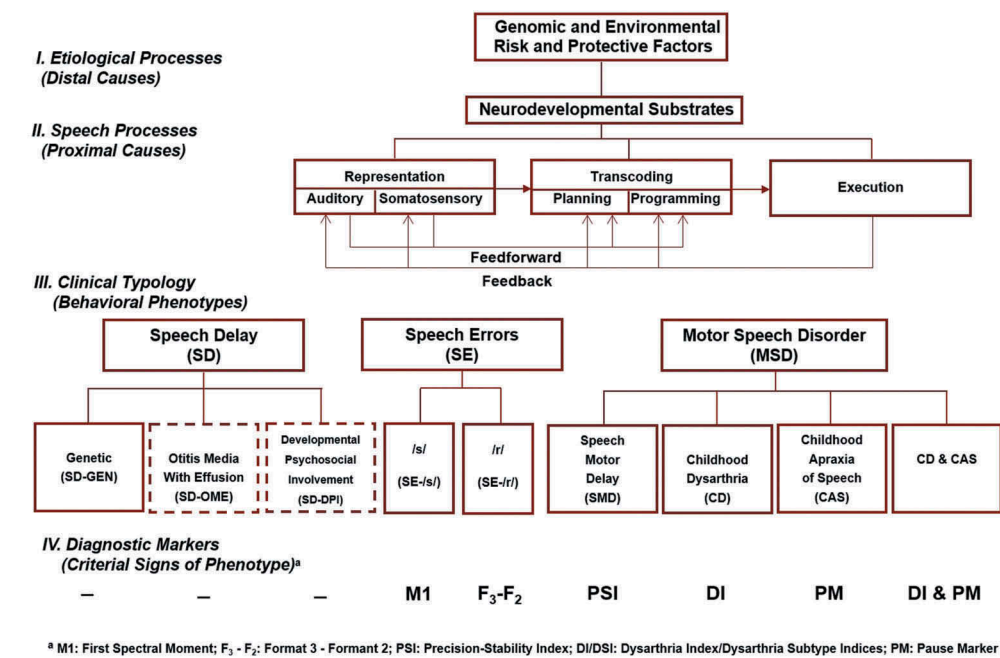 Genomic and Environmental
Risk and Protective Factors
I. Etiological Processes
(Distal Causes)
Neurodevelopmental Substrates
II. Speech Processes
(Proximal Causes)
Representation
Auditory
Somatosensory
Transcoding
Planning
Programming
Execution
Feedforward
Feedback
III. Clinical Typology
(Behavioral Phenotypes)
Speech Delay
(SD)
Speech Errors
(SE)
Motor Speech Disorder
(MSD)
Genetic
(SD-GEN)
Otitis Media
With Effusion
(SD-OME)
Developmental
Psychosocial
Involvement
(SD-DPI)
/s/
(SE-/s/)
/r/
(SE-/r/)
Speech
Motor
Delay
(SMD)
Childhood
Dysarthria
(CD)
Childhood
Apraxia
of Speech
(CAS)
CD & CAS
IV. Diagnostic Markers
(Criterial Signs of Phenotype)ª
– – – M1 F₃-F₂ PSI DI PM DI & PM
ª M1: First Spectral Moment; F₃ - F₂: Format 3 - Formant 2; PSI: Precision-Stability Index; DI/DSI: Dysarthria Index/Dysarthria Subtype Indices; PM: Pause Marker